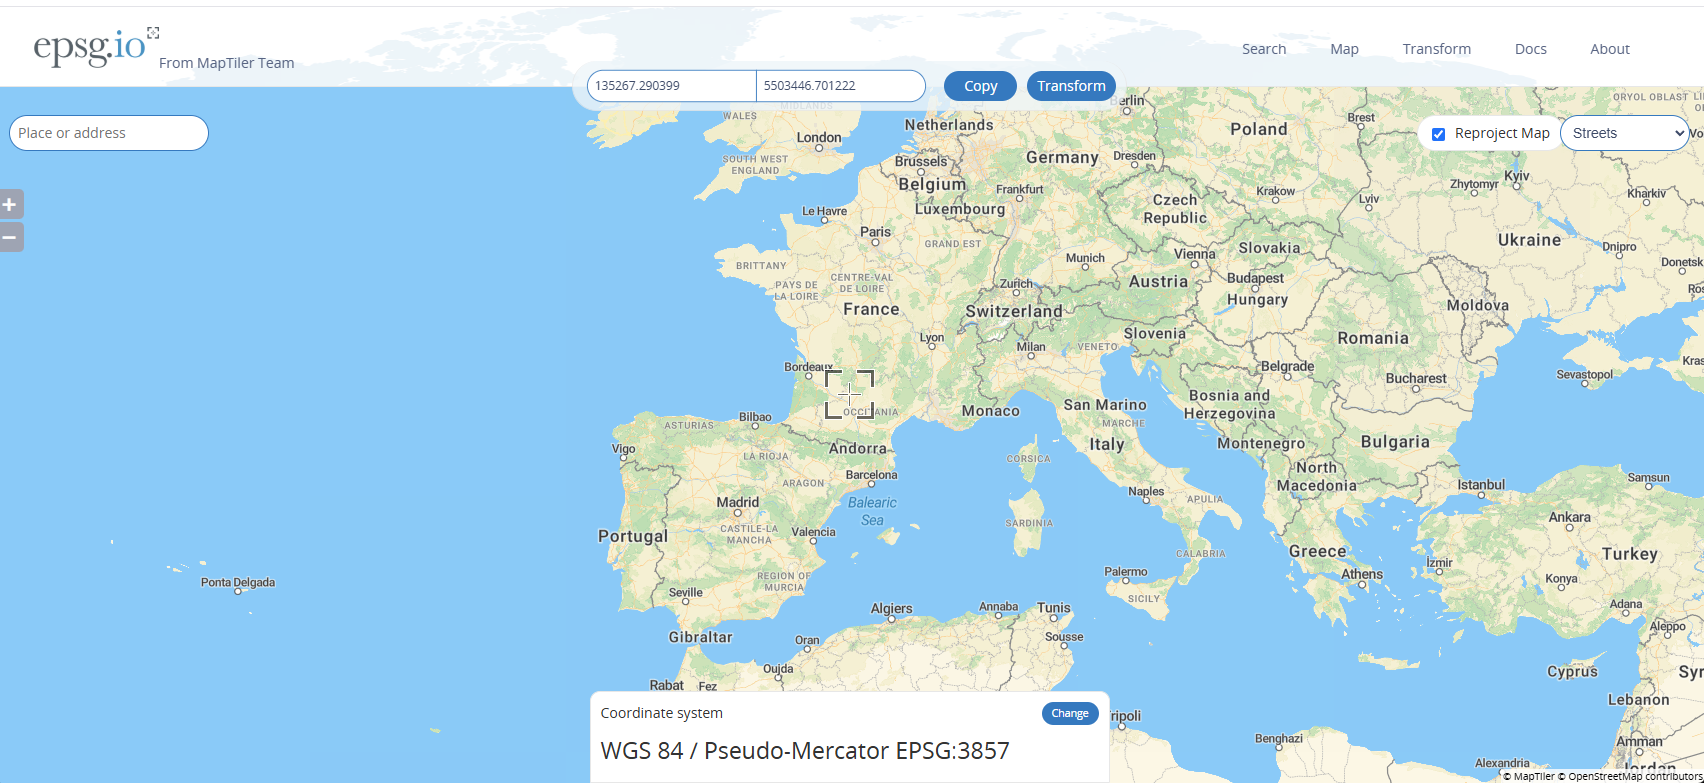 epsg.io
From MapTiler Team
Search
Map
Transform
Docs
About
135267.290399
5503446.701222
Copy
Transform
Place or address
Reproject Map
Streets
+
−
MIDLANDS
WALES
London
SOUTH WEST
ENGLAND
Netherlands
Brussels
Belgium
Luxembourg
Germany
Frankfurt
Dresden
Poland
Brest
ORYOL OBLAST
Czech
Republic
Krakow
Lviv
Zhytomyr
Kyiv
Kharkiv
Le Havre
Paris
GRAND EST
BRITTANY
PAYS DE
LA LOIRE
CENTRE-VAL
DE LOIRE
France
Munich
Vienna
Slovakia
Ukraine
Dnipro
Donetsk
Zurich
Switzerland
Austria
Budapest
Hungary
Moldova
Lyon
Milan
VENETO
Slovenia
Romania
Bordeaux
OCCITANIA
Monaco
San Marino
MARCHE
Belgrade
Bosnia and
Herzegovina
Bucharest
Sevastopol
Bilbao
ASTURIAS
Vigo
LA RIOJA
Andorra
Italy
Montenegro
Bulgaria
CORSICA
North
Macedonia
Barcelona
ARAGON
Madrid
Balearic
Sea
Naples
APULIA
Istanbul
Samsun
Portugal
CASTILE-LA
MANCHA
Valencia
SARDINIA
Ankara
CALABRIA
Greece
Turkey
Ponta Delgada
REGION OF
MURCIA
Seville
Palermo
SICILY
Athens
İzmir
Konya
Adana
Gibraltar
Algiers
Annaba
Tunis
Oran
Sousse
Aleppo
Oujda
Rabat
Fez
Cyprus
Lebanon
Benghazi
Amman
Alexandria
Coordinate system
Change
WGS 84 / Pseudo-Mercator EPSG:3857
© MapTiler © OpenStreetMap contributors